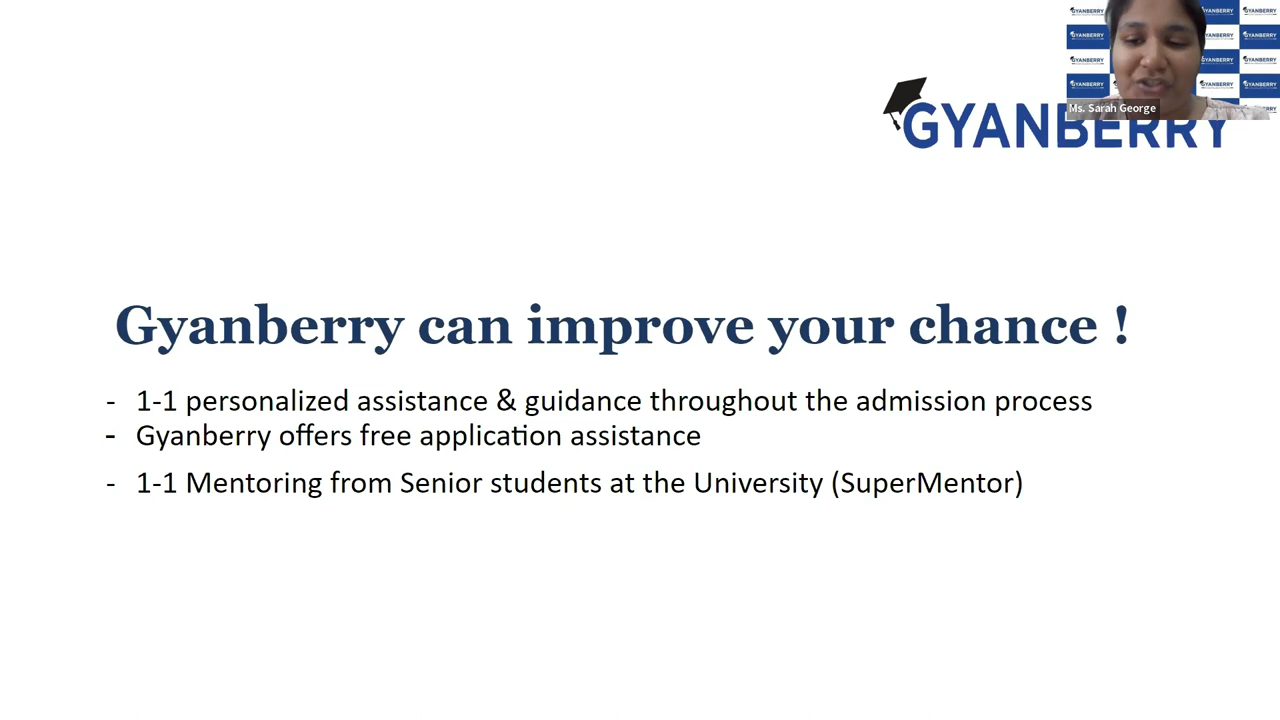 GYANBERRY
Ms. Sarah George
GYANBERRY
Gyanberry can improve your chance !
- 1-1 personalized assistance & guidance throughout the admission process
- Gyanberry offers free application assistance
- 1-1 Mentoring from Senior students at the University (SuperMentor)